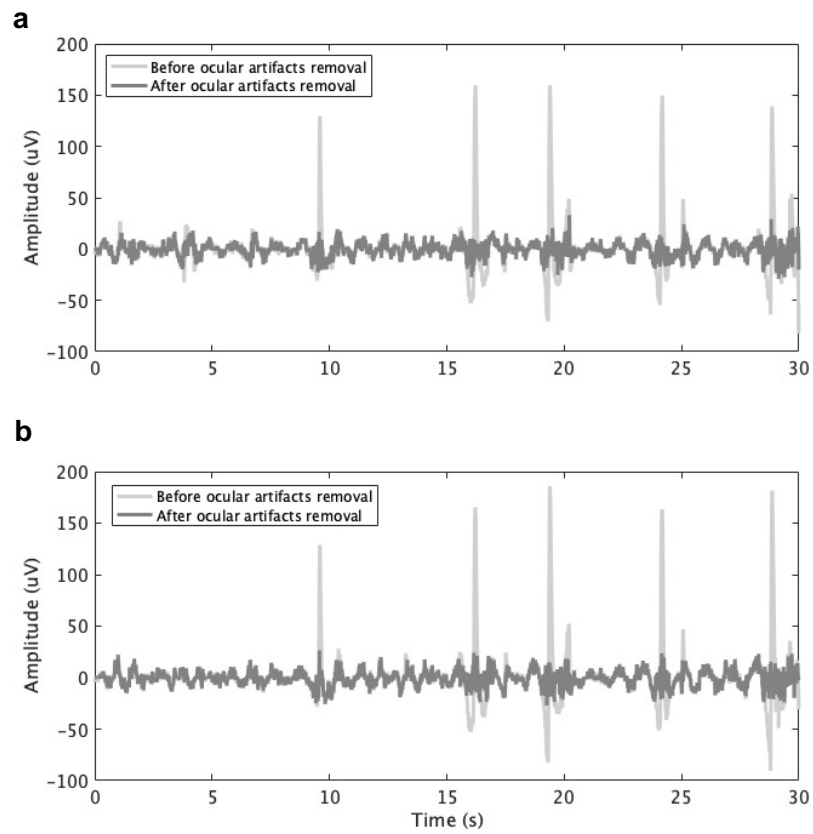 a
200
150
100
50
0
−50
−100
Amplitude (uV)
Before ocular artifacts removal
After ocular artifacts removal
0 5 10 15 20 25 30
b
200
150
100
50
0
−50
−100
Amplitude (uV)
Before ocular artifacts removal
After ocular artifacts removal
0 5 10 15 20 25 30
Time (s)